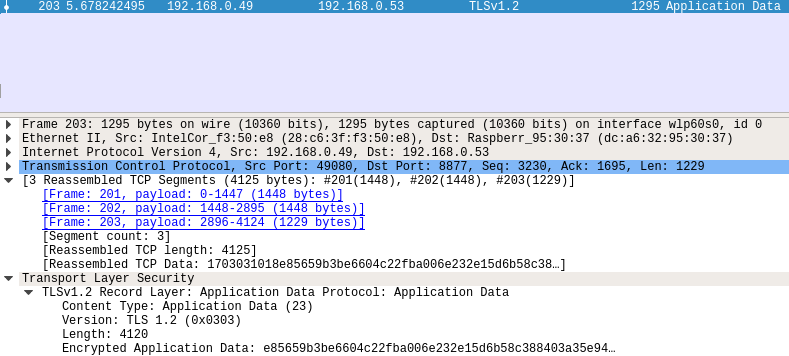 203 5.678242495 192.168.0.49 192.168.0.53 TLSv1.2 1295 Application Data
Frame 203: 1295 bytes on wire (10360 bits), 1295 bytes captured (10360 bits) on interface wlp60s0, id 0
Ethernet II, Src: IntelCor_f3:50:e8 (28:c6:3f:f3:50:e8), Dst: Raspberr_95:30:37 (dc:a6:32:95:30:37)
Internet Protocol Version 4, Src: 192.168.0.49, Dst: 192.168.0.53
Transmission Control Protocol, Src Port: 49080, Dst Port: 8877, Seq: 3230, Ack: 1695, Len: 1229
[3 Reassembled TCP Segments (4125 bytes): #201(1448), #202(1448), #203(1229)]
[Frame: 201, payload: 0-1447 (1448 bytes)]
[Frame: 202, payload: 1448-2895 (1448 bytes)]
[Frame: 203, payload: 2896-4124 (1229 bytes)]
[Segment count: 3]
[Reassembled TCP length: 4125]
[Reassembled TCP Data: 1703031018e85659b3be6604c22fba006e232e15d6b58c38…]
Transport Layer Security
TLSv1.2 Record Layer: Application Data Protocol: Application Data
Content Type: Application Data (23)
Version: TLS 1.2 (0x0303)
Length: 4120
Encrypted Application Data: e85659b3be6604c22fba006e232e15d6b58c388403a35e94…